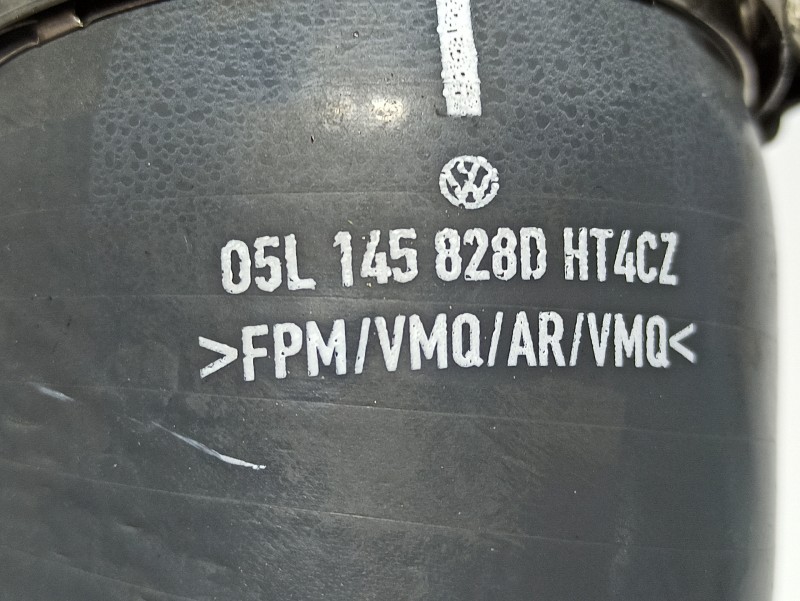 05L 145 828D HT4CZ
>FPM/VMQ/AR/VMQ<